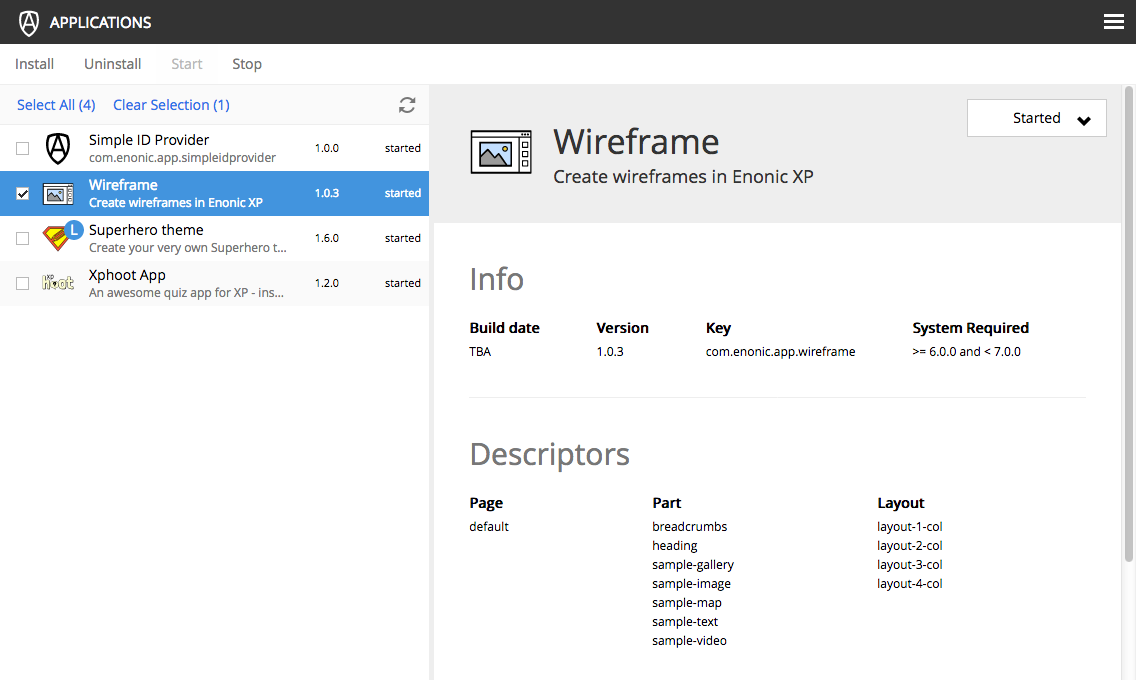 APPLICATIONS
Install Uninstall Start Stop
Select All (4) Clear Selection (1)
Simple ID Provider
com.enonic.app.simpleidprovider
1.0.0 started
Wireframe
Create wireframes in Enonic XP
1.0.3 started
L
Superhero theme
Create your very own Superhero t...
1.6.0 started
XP hoot
Xphoot App
An awesome quiz app for XP - ins...
1.2.0 started
Wireframe
Create wireframes in Enonic XP
Started
Info
Build date Version Key System Required
TBA 1.0.3 com.enonic.app.wireframe >= 6.0.0 and < 7.0.0
Descriptors
Page Part Layout
default breadcrumbs layout-1-col
heading layout-2-col
sample-gallery layout-3-col
sample-image layout-4-col
sample-map
sample-text
sample-video